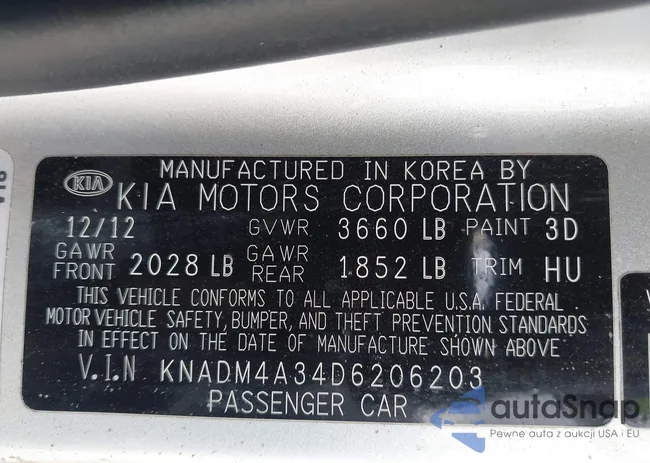 MANUFACTURED IN KOREA BY
KIA KIA MOTORS CORPORATION
12/12 GVWR 3660 LB PAINT 3D
GAWR FRONT 2028 LB GAWR REAR 1852 LB TRIM HU
THIS VEHICLE CONFORMS TO ALL APPLICABLE U.S.A. FEDERAL
MOTOR VEHICLE SAFETY, BUMPER, AND THEFT PREVENTION STANDARDS
IN EFFECT ON THE DATE OF MANUFACTURE SHOWN ABOVE
V.I.N KNADM4A34D6206203
PASSENGER CAR
autoSnap
Pewne auta z aukcji USA i EU